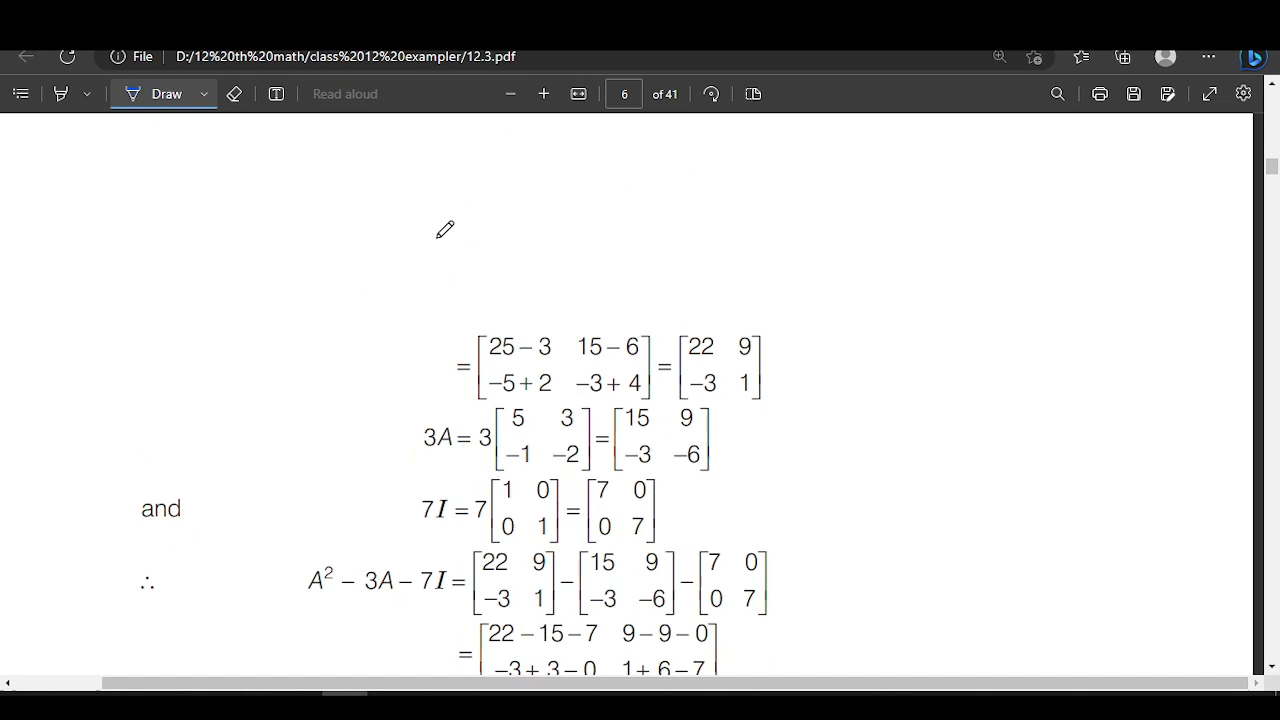 File D:/12%20th%20math/class%2012%20exampler/12.3.pdf
Draw Read aloud 6 of 41
= [25 – 3 15 – 6] = [22 9]
[–5 + 2 –3 + 4] [–3 1]
3A = 3[5 3] = [15 9]
[–1 –2] [–3 –6]
and 7I = 7[1 0] = [7 0]
[0 1] [0 7]
∴ A² – 3A – 7I = [22 9] – [15 9] – [7 0]
[–3 1] [–3 –6] [0 7]
= [22 – 15 – 7 9 – 9 – 0]
–3 + 3 – 0 1 + 6 – 7